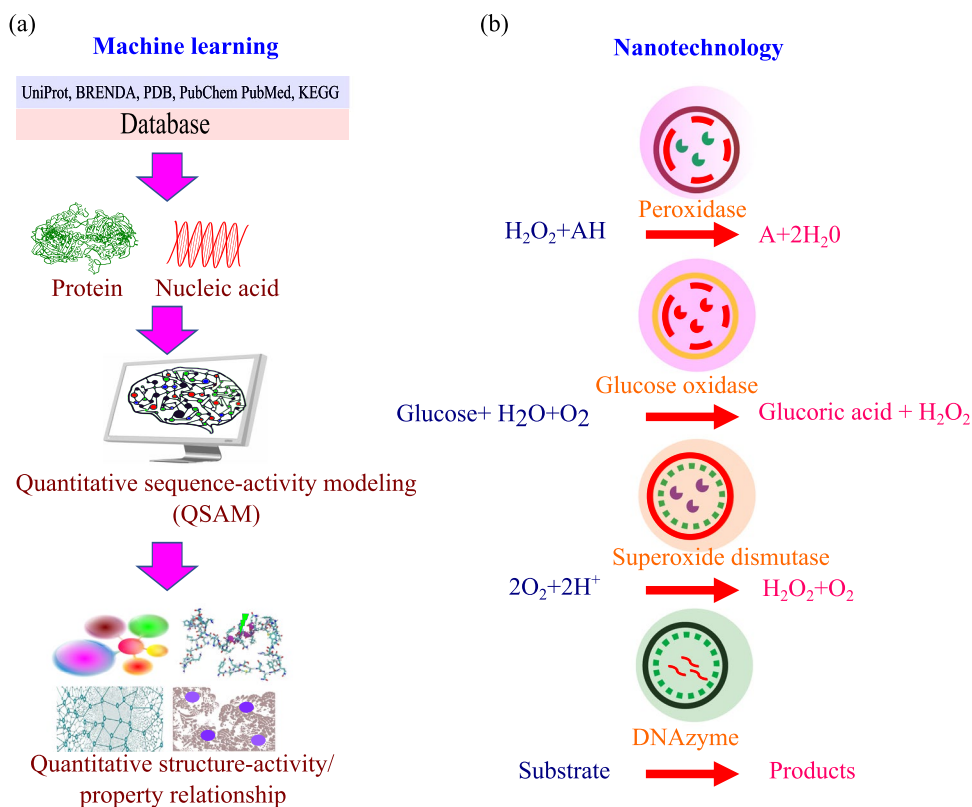 (a)
Machine learning
UniProt, BRENDA, PDB, PubChem PubMed, KEGG
Database
Protein
Nucleic acid
Quantitative sequence-activity modeling
(QSAM)
Quantitative structure-activity/
property relationship
(b)
Nanotechnology
Peroxidase
H₂O₂+AH
A+2H₂0
Glucose oxidase
Glucose+ H2O+O2
Glucoric acid + H₂O₂
Superoxide dismutase
2O₂+2H⁺
H₂O₂+O₂
DNAzyme
Substrate
Products